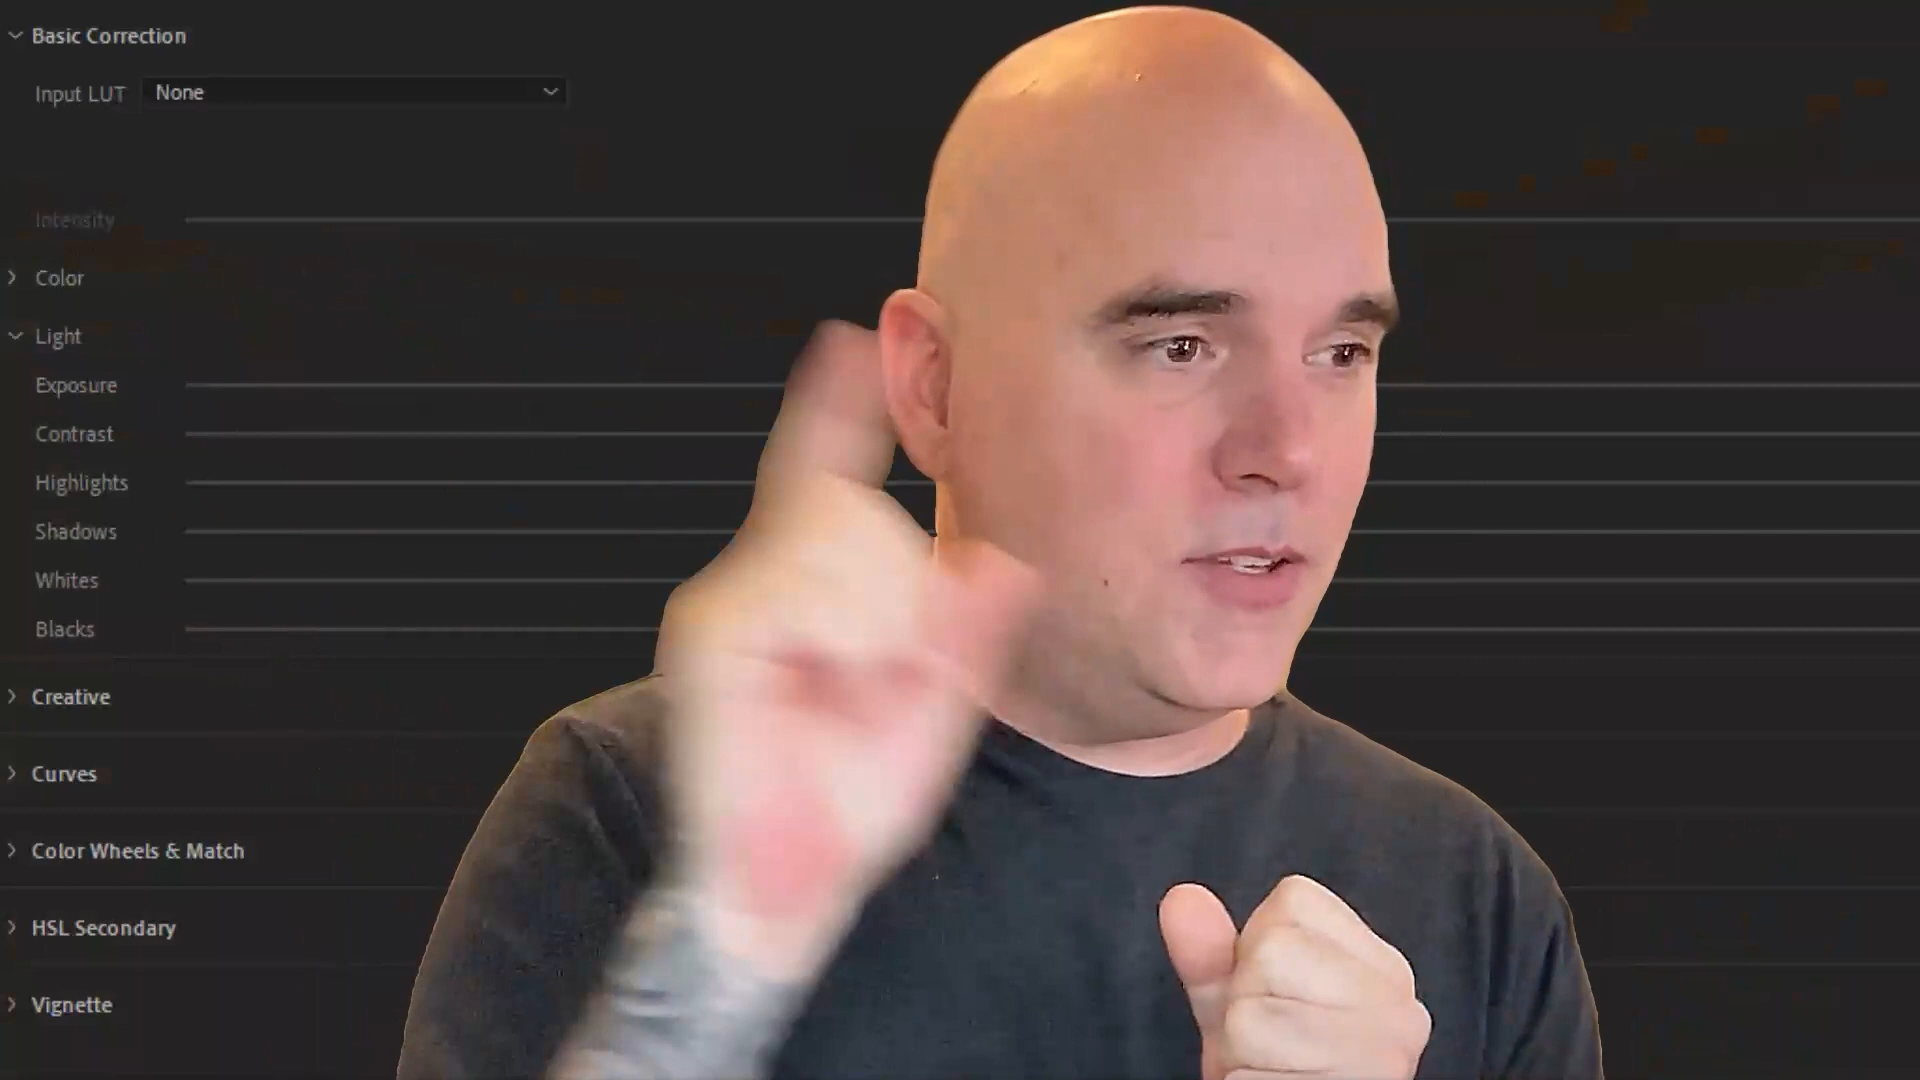 Basic Correction
Input LUT None
Intensity
Color
Light
Exposure
Contrast
Highlights
Shadows
Whites
Blacks
Creative
Curves
Color Wheels & Match
HSL Secondary
Vignette